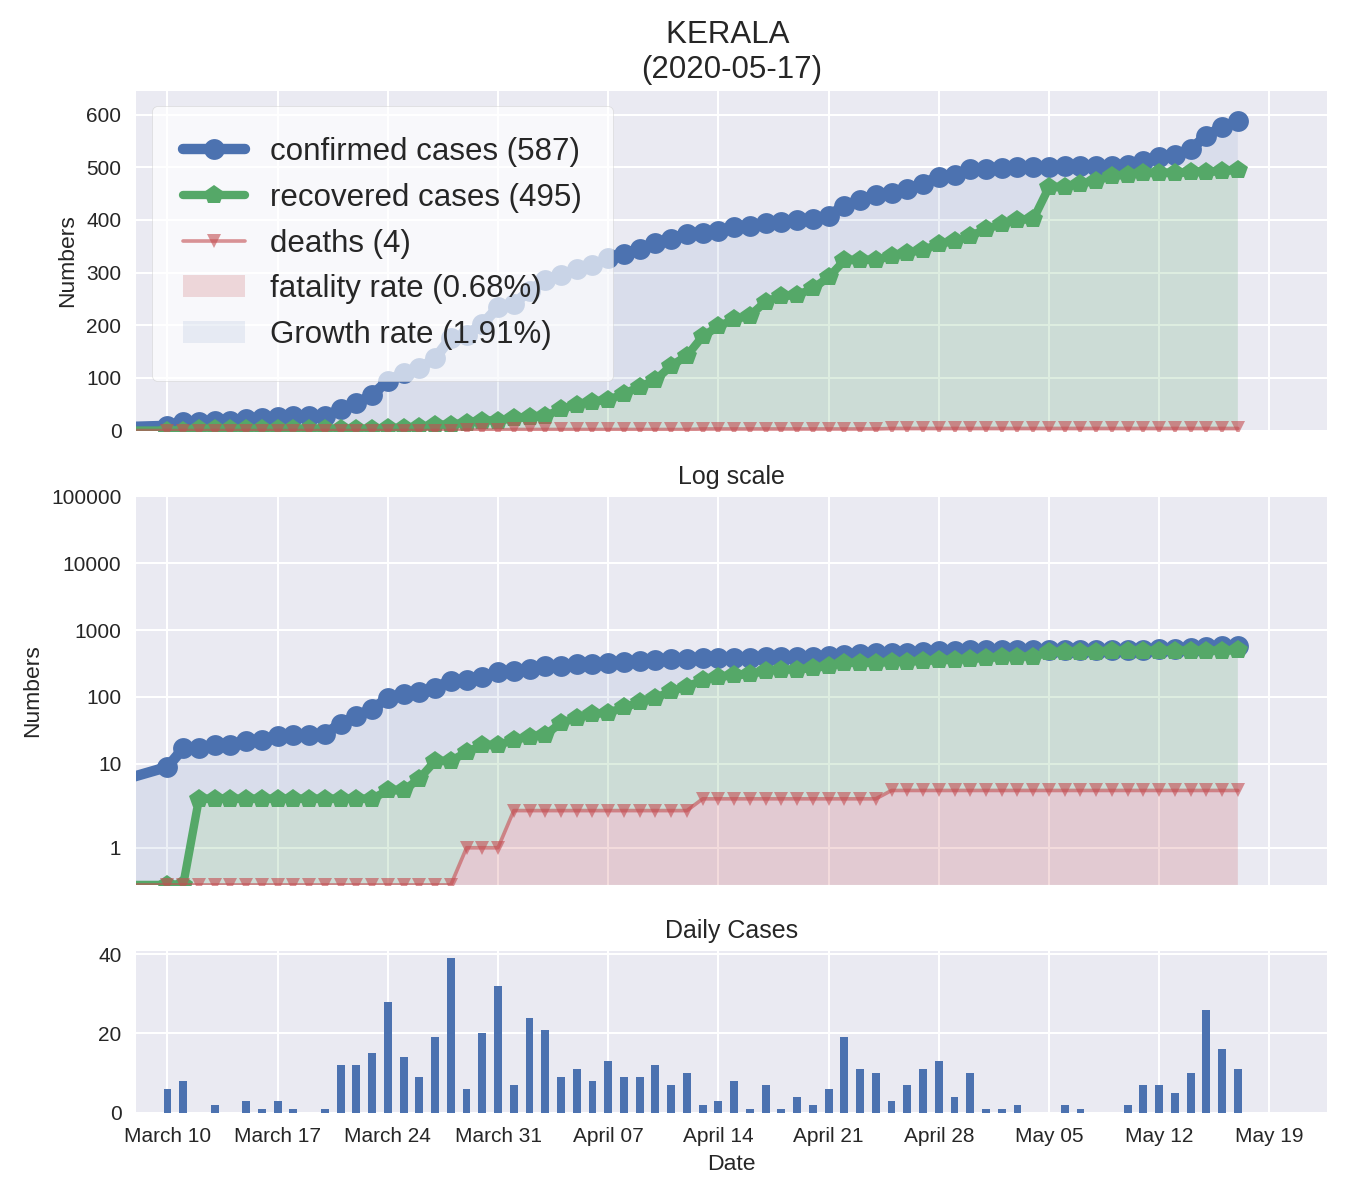 KERALA
(2020-05-17)
Numbers
600
500
400
300
200
100
0
confirmed cases (587)
recovered cases (495)
deaths (4)
fatality rate (0.68%)
Growth rate (1.91%)
Log scale
Numbers
100000
10000
1000
100
10
1
Daily Cases
40
20
0
March 10 March 17 March 24 March 31 April 07 April 14 April 21 April 28 May 05 May 12 May 19
Date